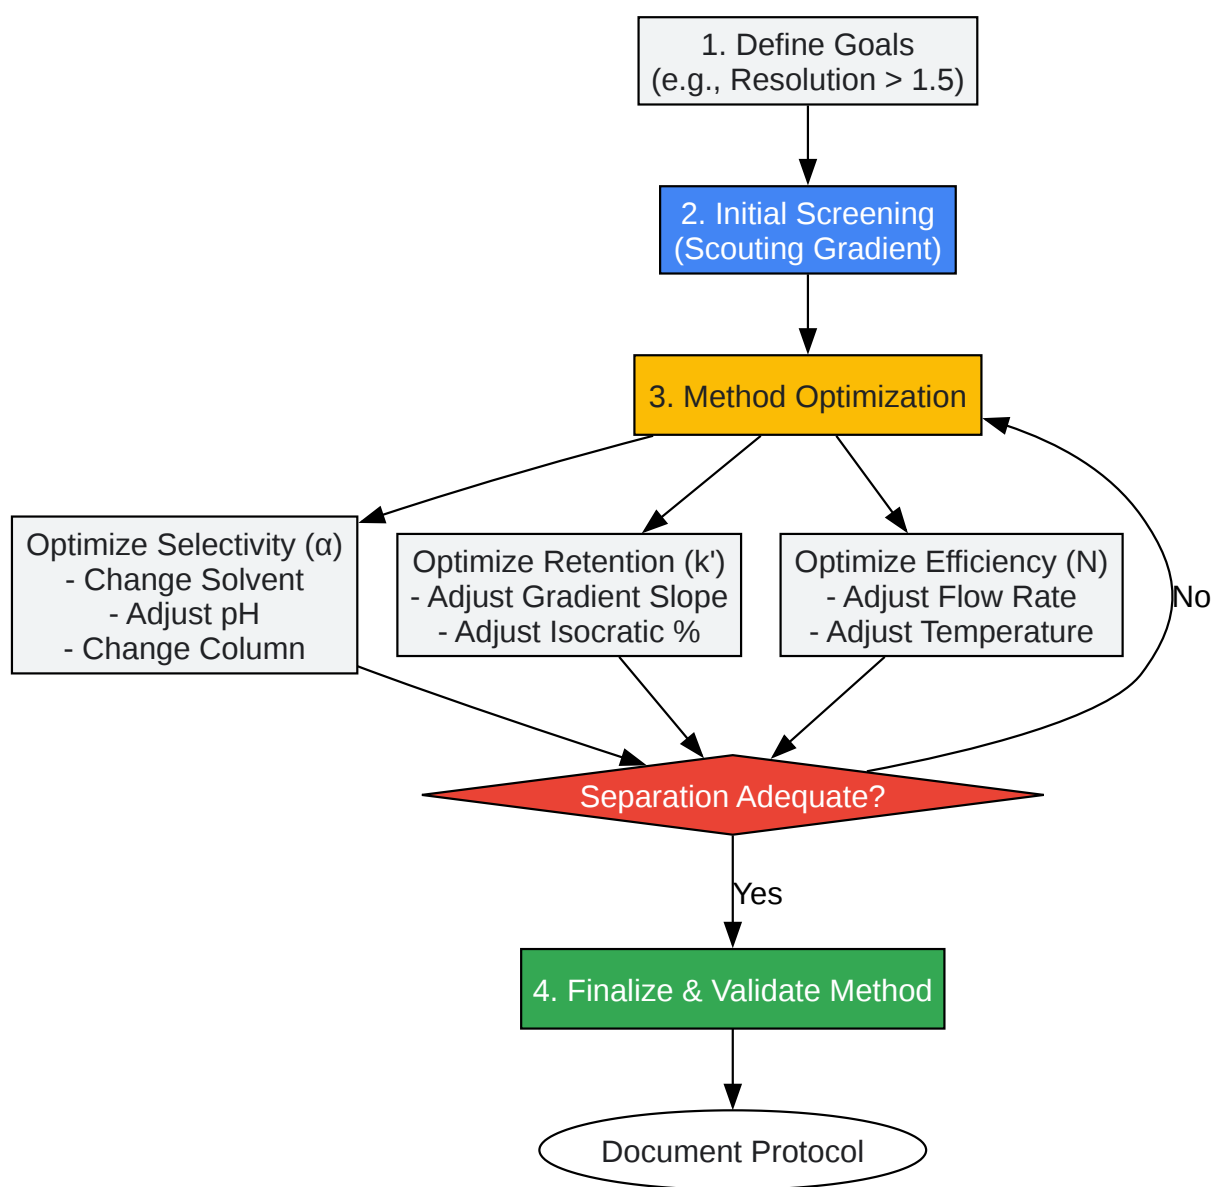 1. Define Goals
(e.g., Resolution > 1.5)
2. Initial Screening
(Scouting Gradient)
3. Method Optimization
Optimize Selectivity (α)
- Change Solvent
- Adjust pH
- Change Column
Optimize Retention (k')
- Adjust Gradient Slope
- Adjust Isocratic %
Optimize Efficiency (N)
- Adjust Flow Rate
- Adjust Temperature
No
Separation Adequate?
Yes
4. Finalize & Validate Method
Document Protocol